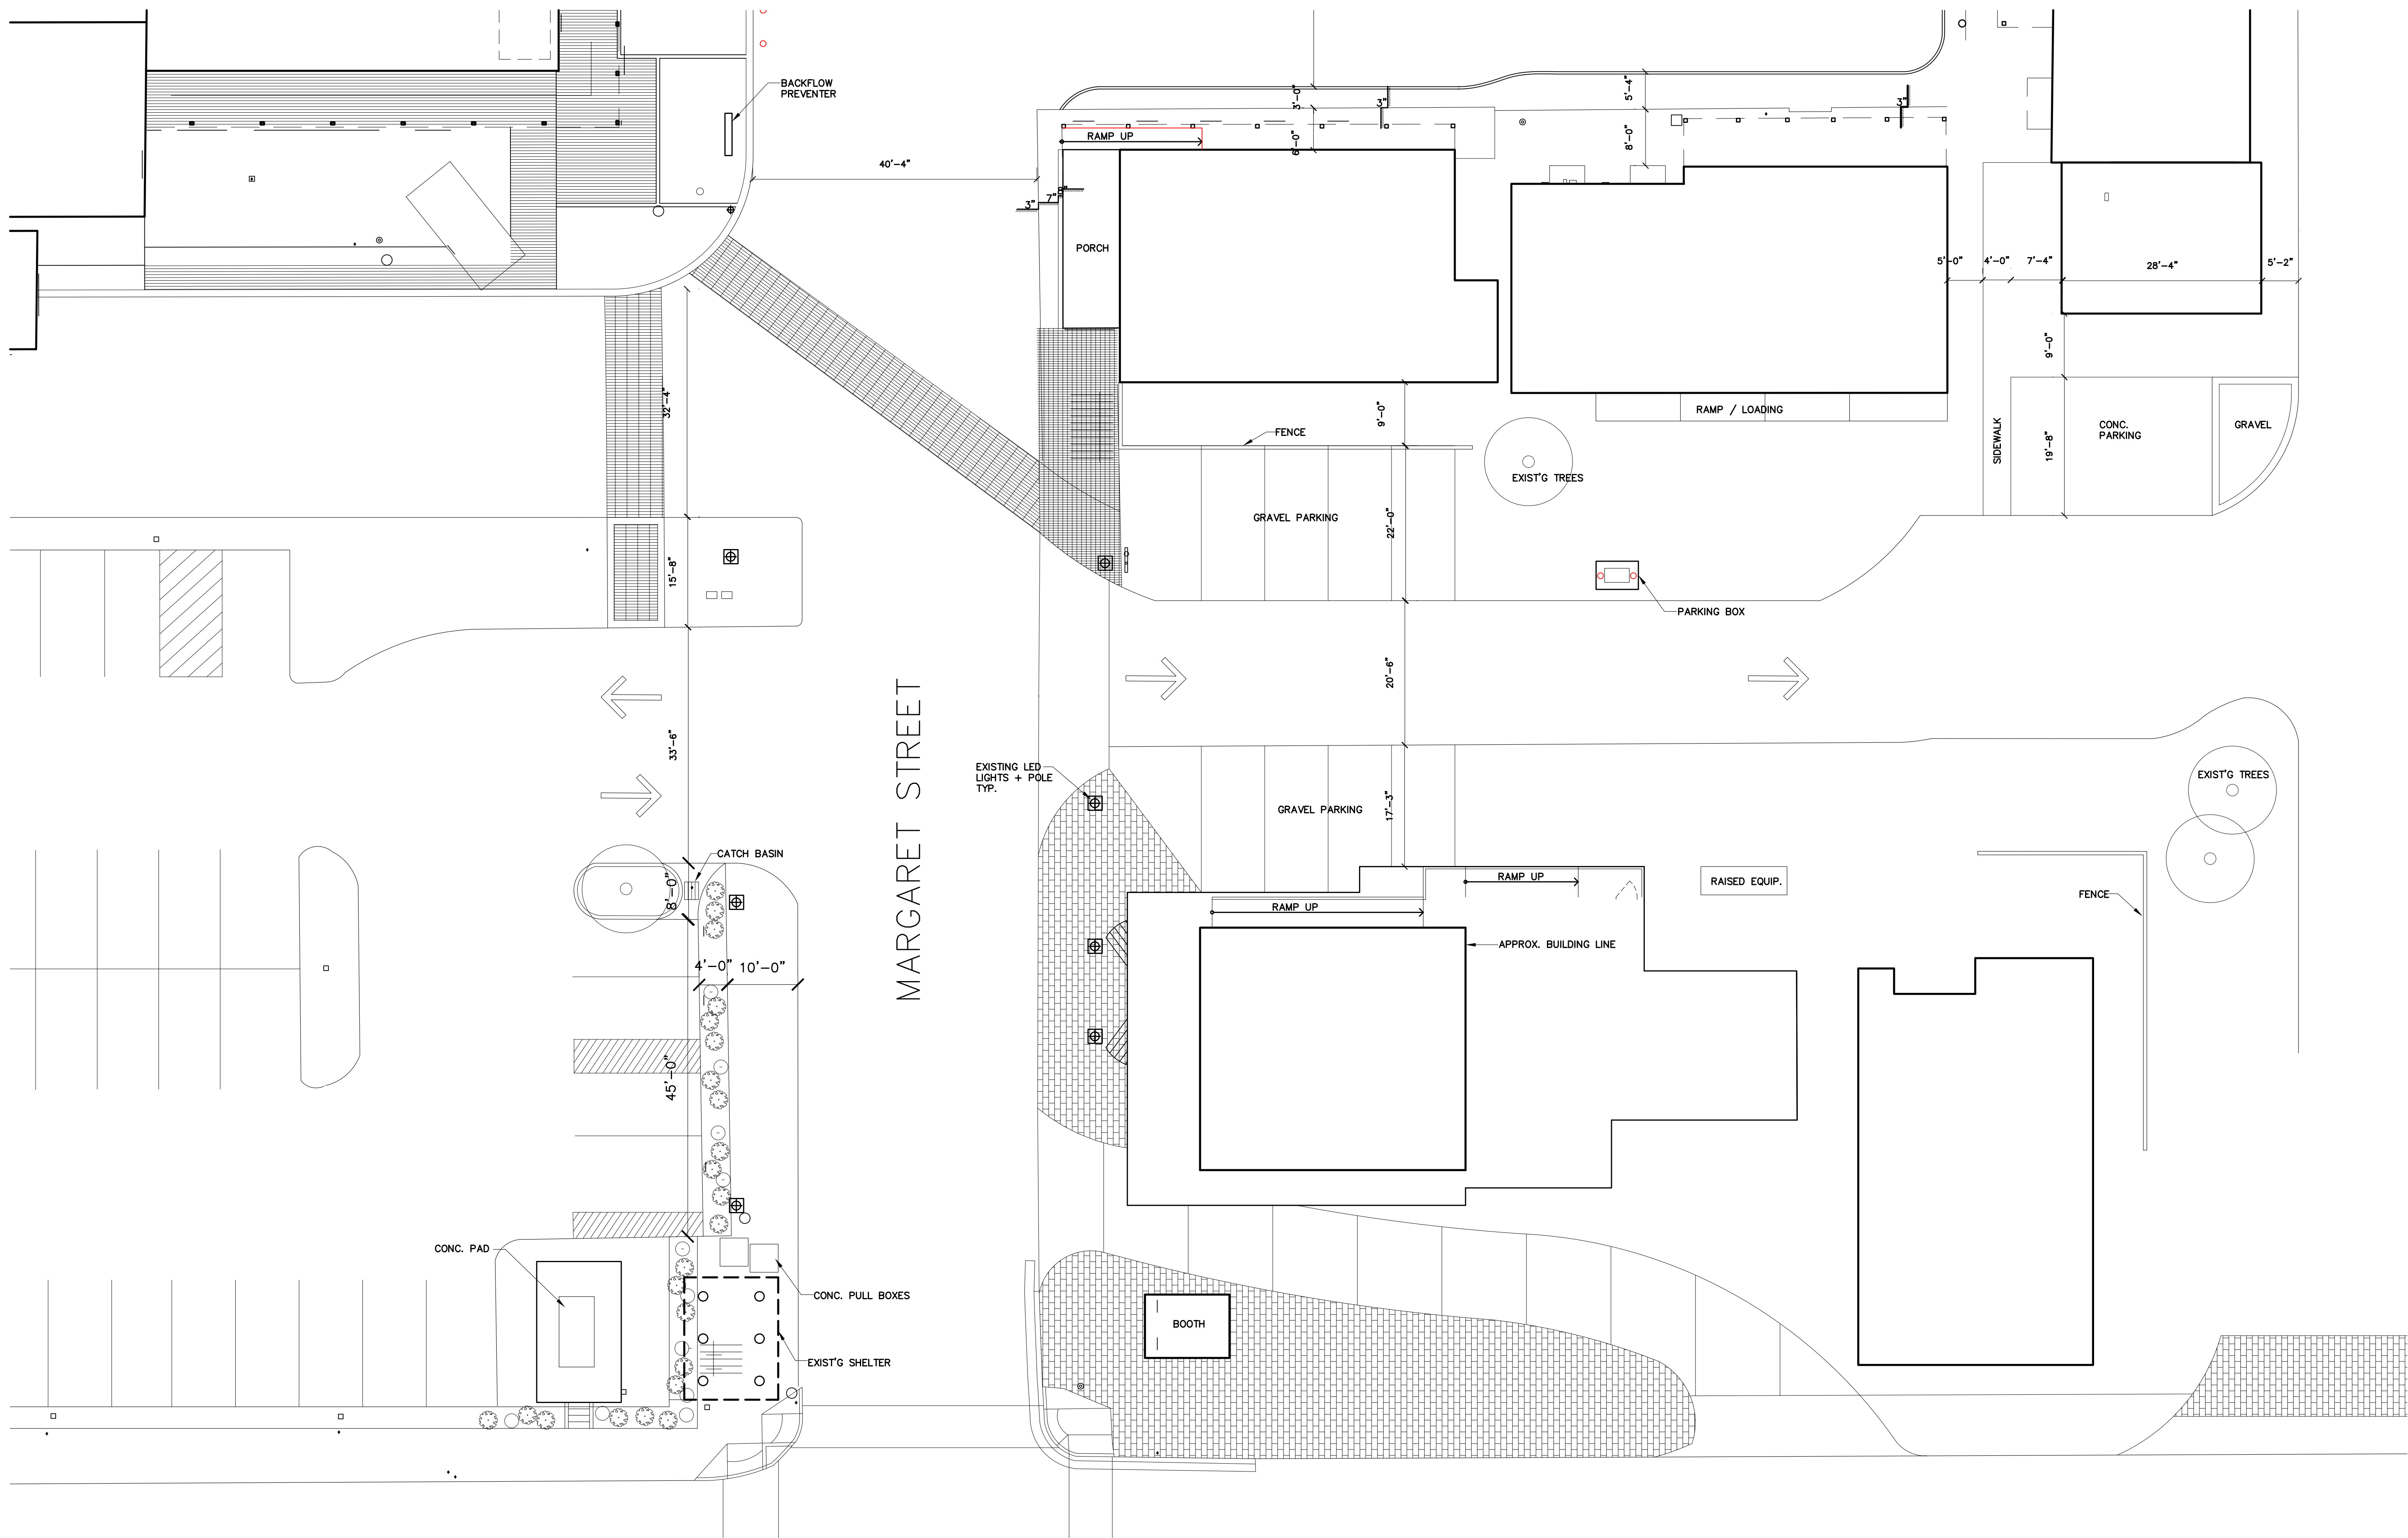 BACKFLOW
PREVENTER
3'-0"
3"
5'-4"
3"
RAMP UP
6'-0"
8'-0"
40'-4"
3"
7"
PORCH
5'-0"
4'-0"
7'-4"
28'-4"
5'-2"
9'-0"
32'-4"
9'-0"
RAMP / LOADING
FENCE
SIDEWALK
19'-8"
CONC.
PARKING
GRAVEL
EXIST'G TREES
GRAVEL PARKING
22'-0"
15'-8"
PARKING BOX
20'-6"
33'-6"
MARGARET STREET
EXISTING LED
LIGHTS + POLE
TYP.
EXIST'G TREES
GRAVEL PARKING
17'-3"
CATCH BASIN
8'-0"
RAMP UP
RAISED EQUIP.
RAMP UP
FENCE
APPROX. BUILDING LINE
4'-0"
10'-0"
45'-0"
CONC. PAD
CONC. PULL BOXES
BOOTH
EXIST'G SHELTER